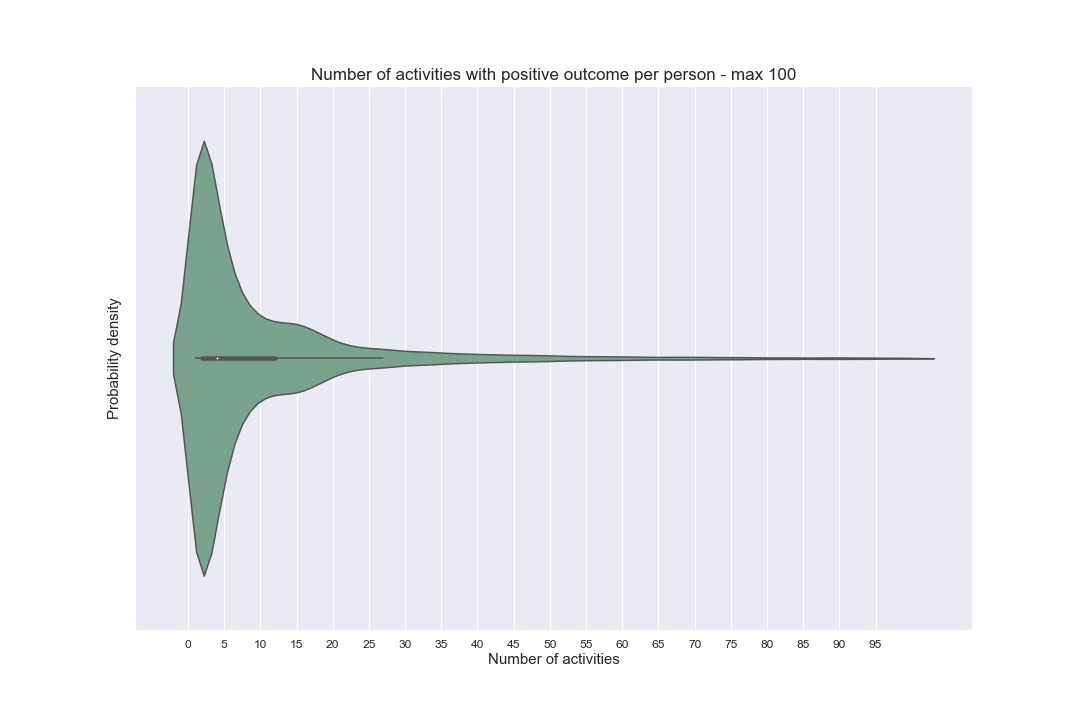 Number of activities with positive outcome per person - max 100
Probability density
0 5 10 15 20 25 30 35 40 45 50 55 60 65 70 75 80 85 90 95
Number of activities